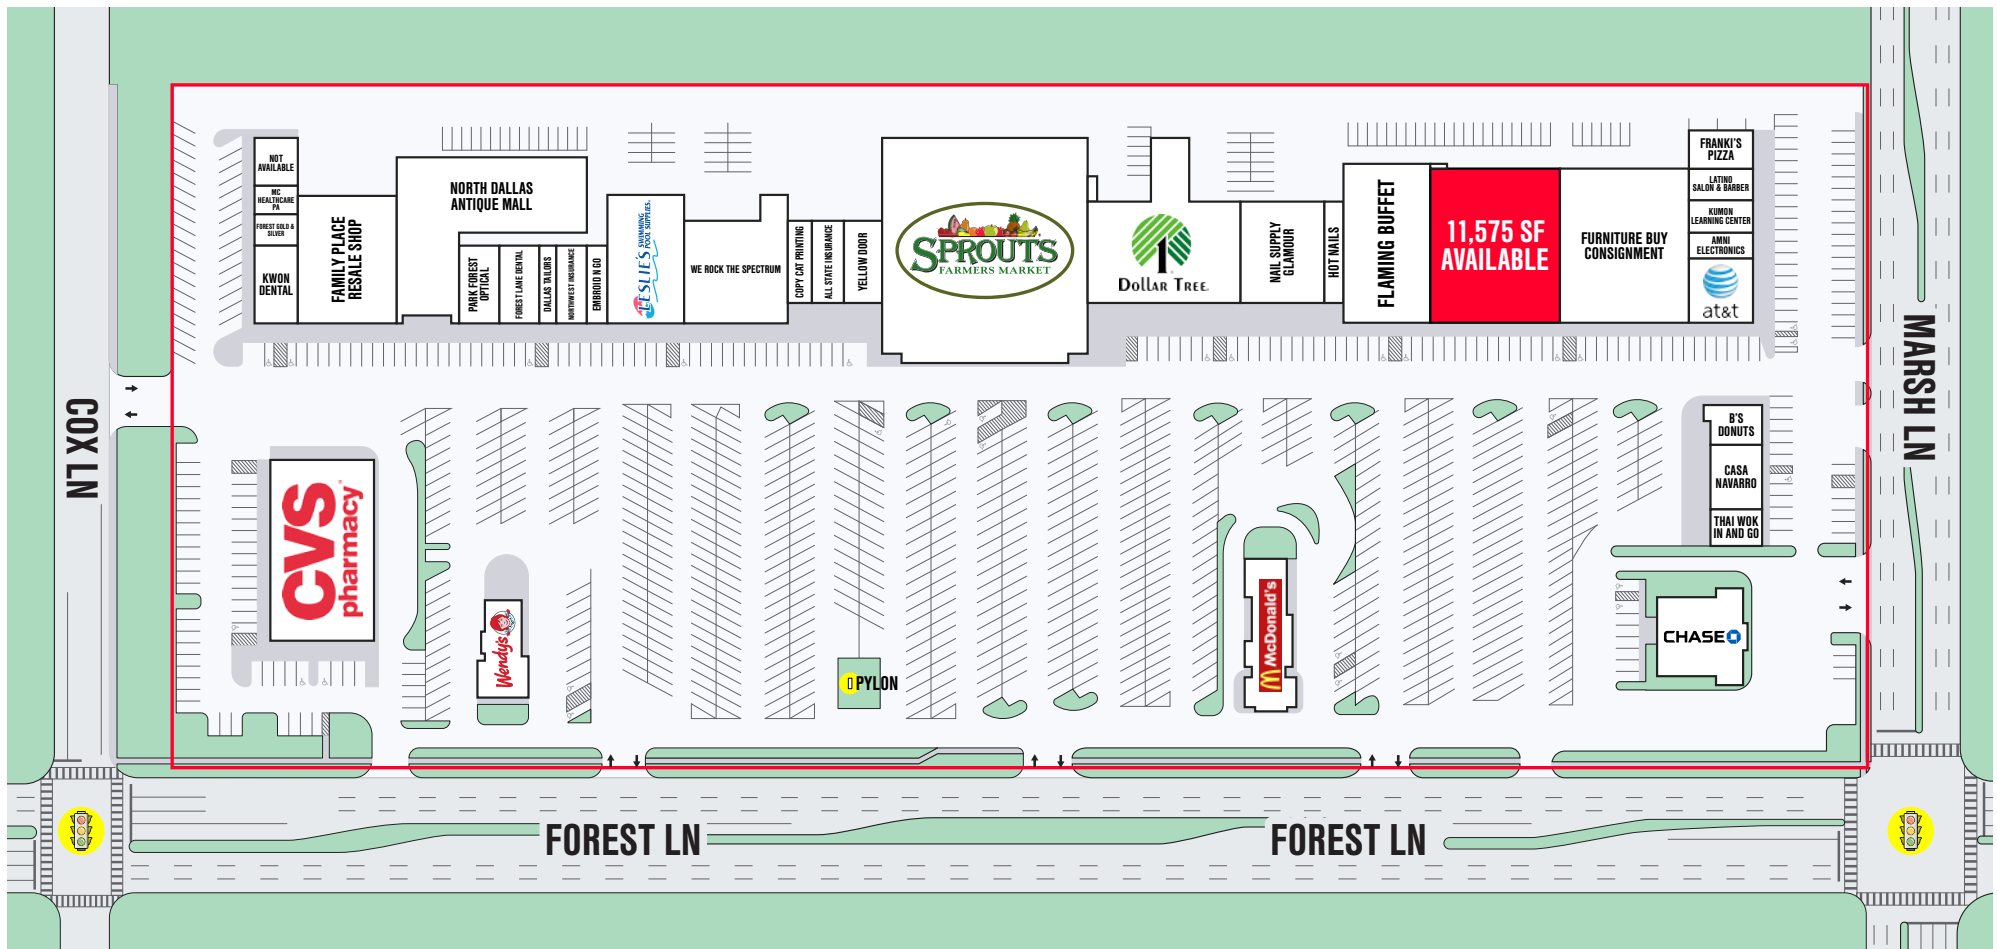 NOT
AVAILABLE
MC
HEALTHCARE
PA
FOREST GOLD &
SILVER
KWON
DENTAL
FAMILY PLACE
RESALE SHOP
NORTH DALLAS
ANTIQUE MALL
PARK FOREST
OPTICAL
FOREST LANE DENTAL
DALLAS TAILORS
NORTHWEST INSURANCE
EMBROID N GO
LESLIE'S SWIMMING
POOL SUPPLIES.
WE ROCK THE SPECTRUM
COPY CAT PRINTING
ALL STATE INSURANCE
YELLOW DOOR
SPROUTS
FARMERS MARKET
1
DOLLAR TREE.
NAIL SUPPLY
GLAMOUR
HOT NAILS
FLAMING BUFFET
11,575 SF
AVAILABLE
FURNITURE BUY
CONSIGNMENT
FRANKI'S
PIZZA
LATINO
SALON & BARBER
KUMON
LEARNING CENTER
AMNI
ELECTRONICS
at&t
COX LN
MARSH LN
CVS
pharmacy
Wendy's
PYLON
McDonald's
B'S
DONUTS
CASA
NAVARRO
THAI WOK
IN AND GO
CHASE
FOREST LN
FOREST LN